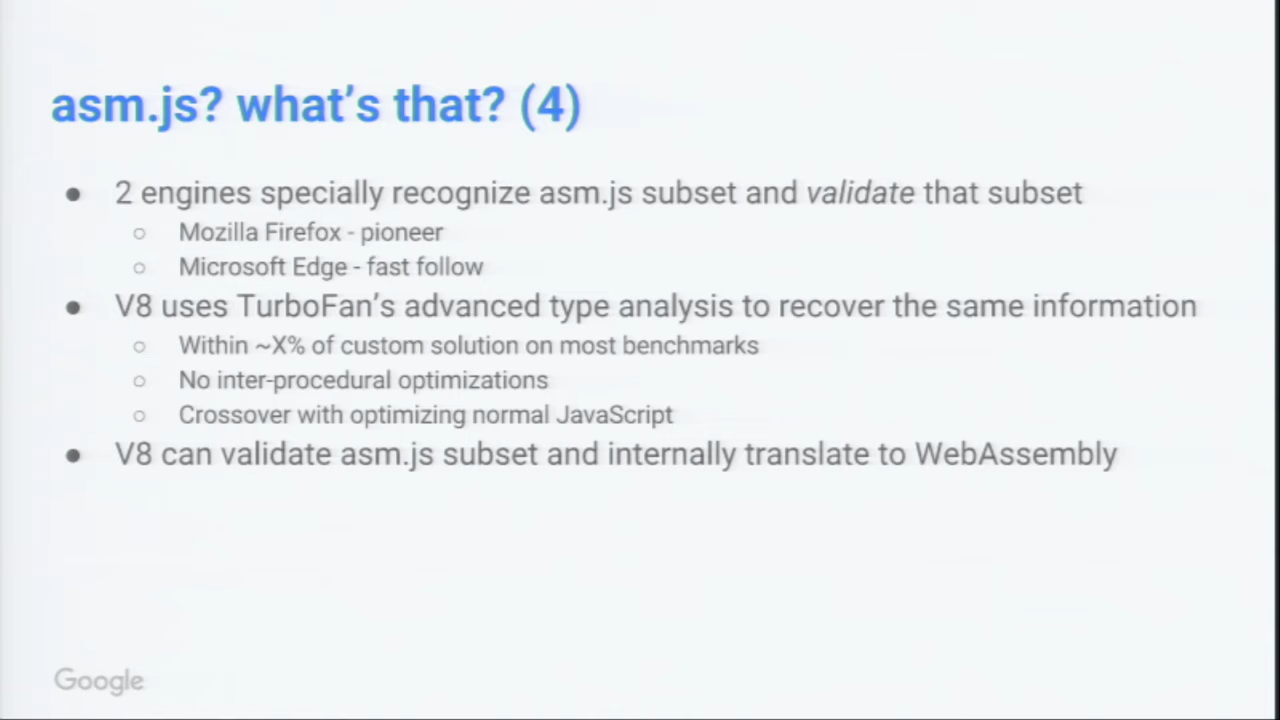 asm.js? what's that? (4)
● 2 engines specially recognize asm.js subset and validate that subset
○ Mozilla Firefox - pioneer
○ Microsoft Edge - fast follow
● V8 uses TurboFan's advanced type analysis to recover the same information
○ Within ~X% of custom solution on most benchmarks
○ No inter-procedural optimizations
○ Crossover with optimizing normal JavaScript
● V8 can validate asm.js subset and internally translate to WebAssembly
Google